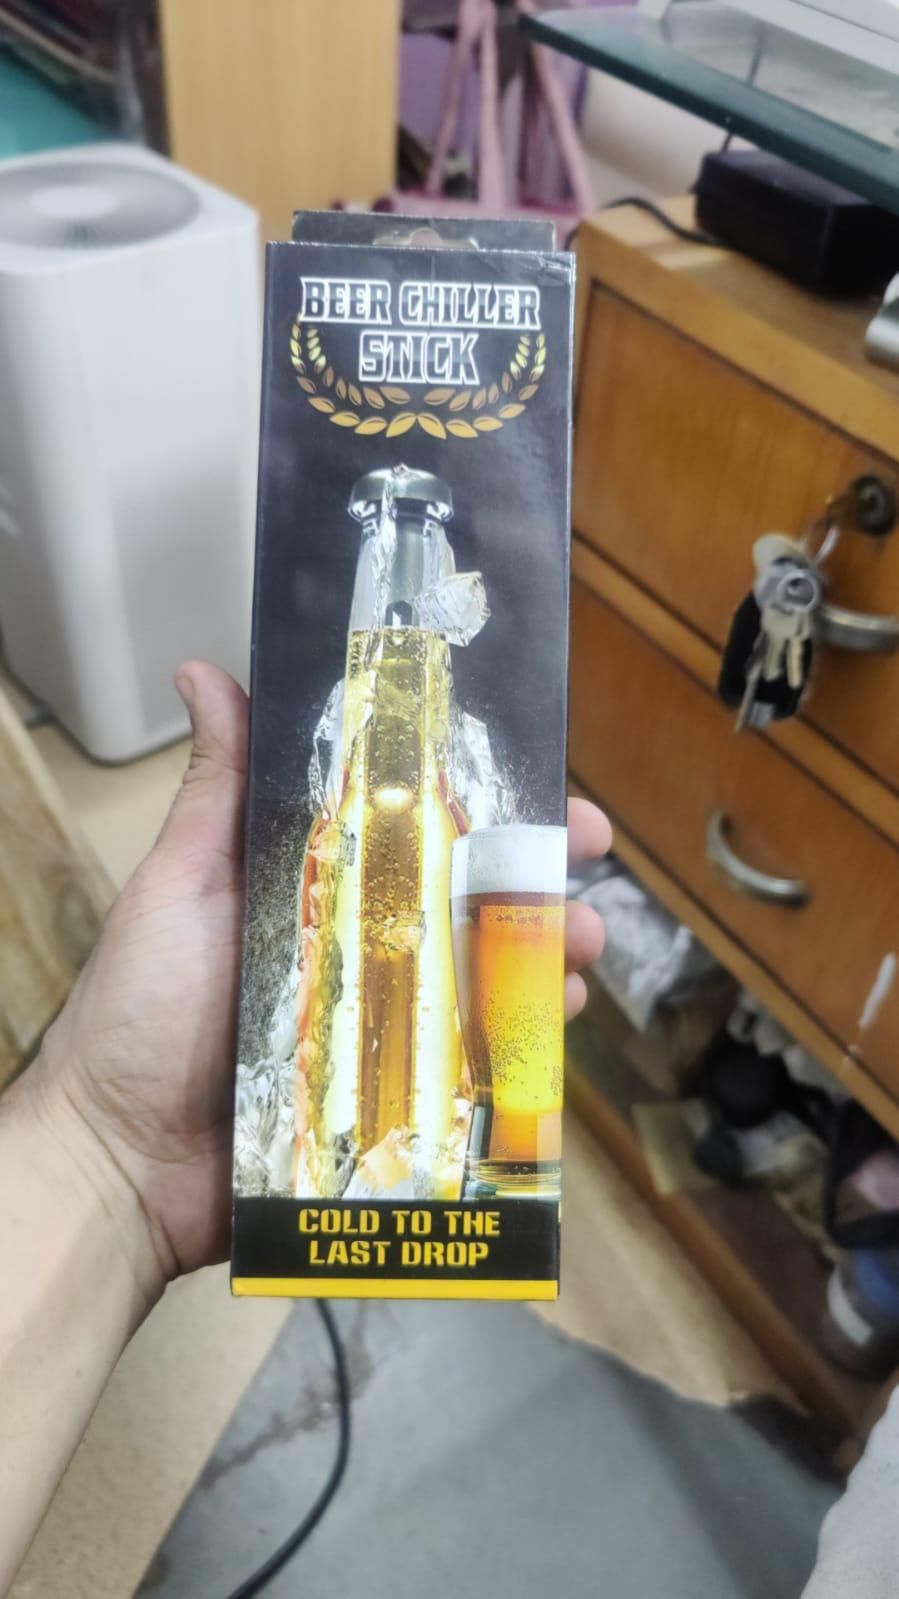 BEER CHILLER
STICK
COLD TO THE
LAST DROP